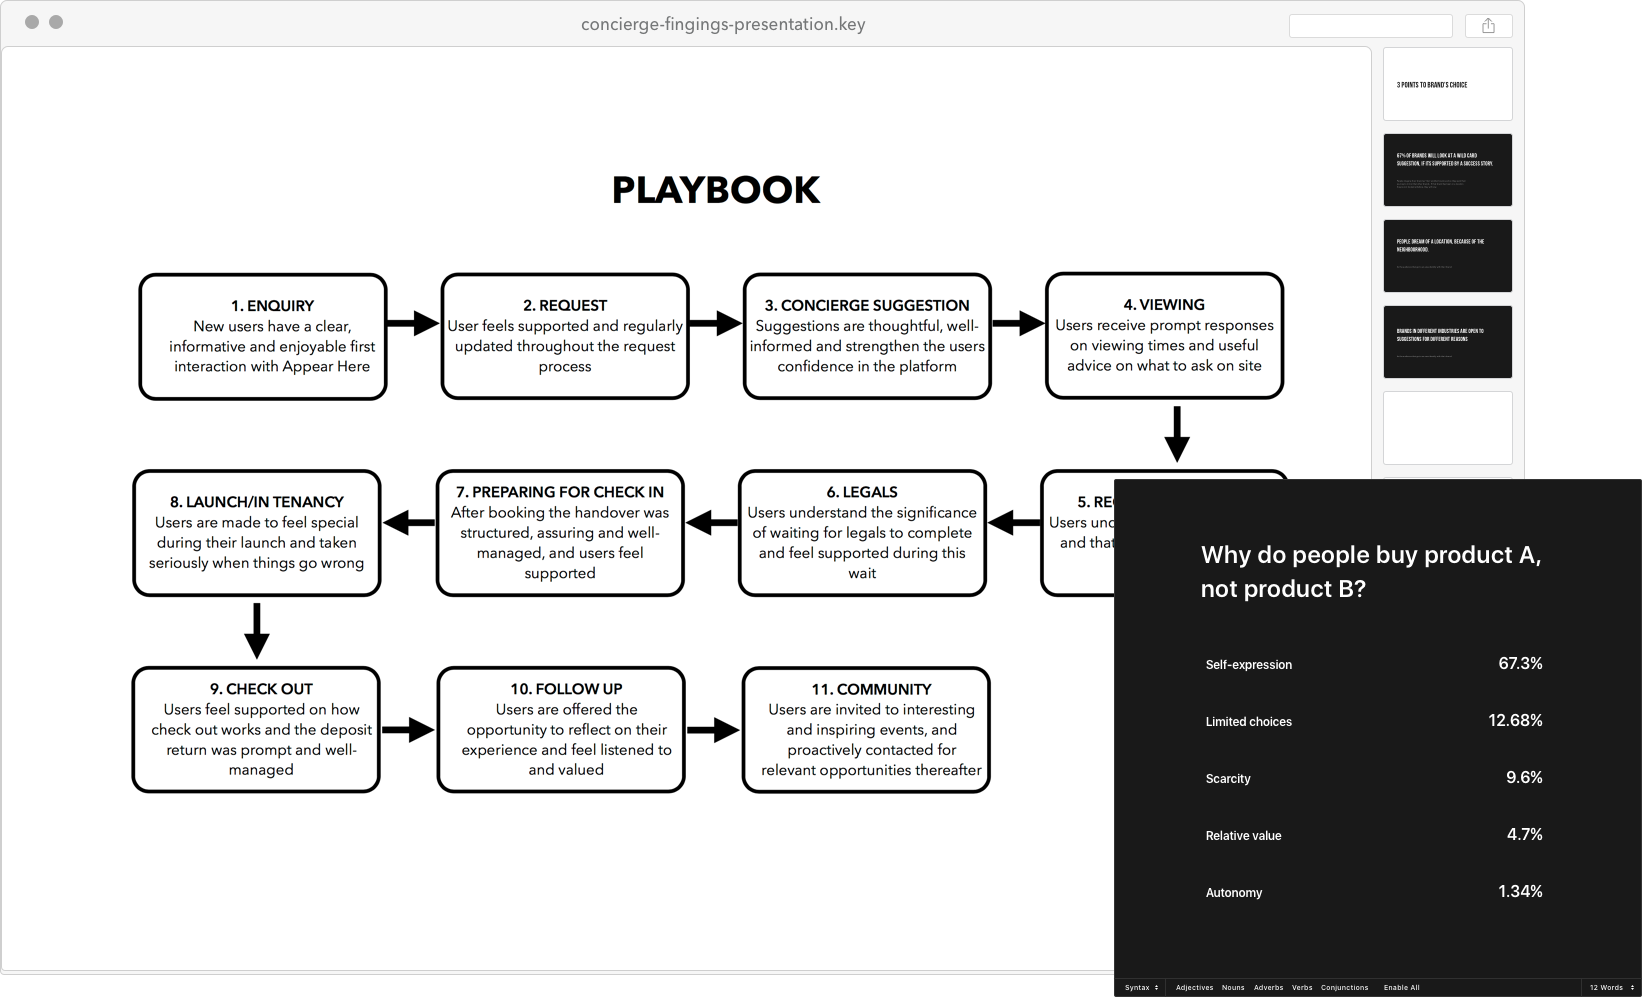 concierge-fingings-presentation.key
PLAYBOOK
1. ENQUIRY
New users have a clear,
informative and enjoyable first
interaction with Appear Here
2. REQUEST
User feels supported and regularly
updated throughout the request
process
3. CONCIERGE SUGGESTION
Suggestions are thoughtful, well-
informed and strengthen the users
confidence in the platform
4. VIEWING
Users receive prompt responses
on viewing times and useful
advice on what to ask on site
5.
Users
and that
6. LEGALS
Users understand the significance
of waiting for legals to complete
and feel supported during this
wait
7. PREPARING FOR CHECK IN
After booking the handover was
structured, assuring and well-
managed, and users feel
supported
8. LAUNCH/IN TENANCY
Users are made to feel special
during their launch and taken
seriously when things go wrong
9. CHECK OUT
Users feel supported on how
check out works and the deposit
return was prompt and well-
managed
10. FOLLOW UP
Users are offered the
opportunity to reflect on their
experience and feel listened to
and valued
11. COMMUNITY
Users are invited to interesting
and inspiring events, and
proactively contacted for
relevant opportunities thereafter
3 POINTS TO BRAND'S CHOICE
67% OF BRANDS WILL LOOK AT A WILD CARD
SUGGESTION, IF ITS SUPPORTED BY A SUCCESS STORY.
PEOPLE DREAM OF A LOCATION, BECAUSE OF THE
NEIGHBOURHOOD.
BRANDS IN DIFFERENT INDUSTRIES ARE OPEN TO
SUGGESTIONS FOR DIFFERENT REASONS
Why do people buy product A,
not product B?
Self-expression 67.3%
Limited choices 12.68%
Scarcity 9.6%
Relative value 4.7%
Autonomy 1.34%
Syntax Adjectives Nouns Adverbs Verbs Conjunctions Enable All 12 Words